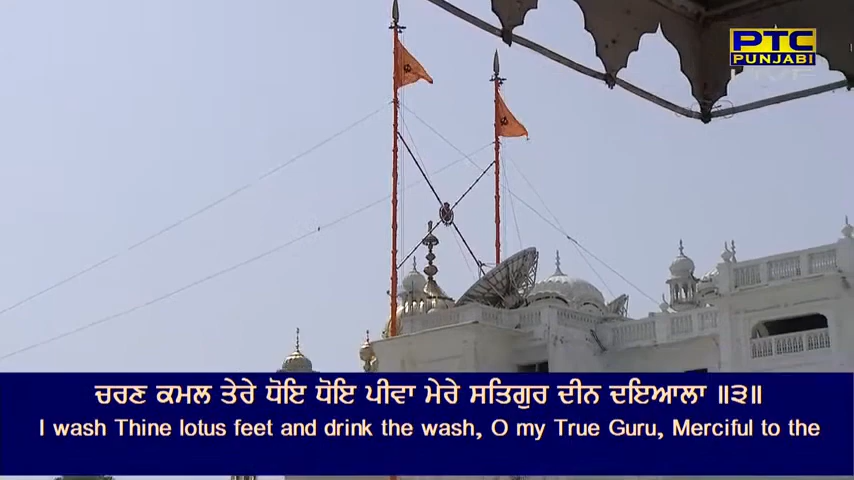 PTC
PUNJABI
LIVE
ਚਰਣ ਕਮਲ ਤੇਰੇ ਧੋਇ ਧੋਇ ਪੀਵਾ ਮੇਰੇ ਸਤਿਗੁਰ ਦੀਨ ਦਇਆਲਾ ॥੩॥
I wash Thine lotus feet and drink the wash, O my True Guru, Merciful to the